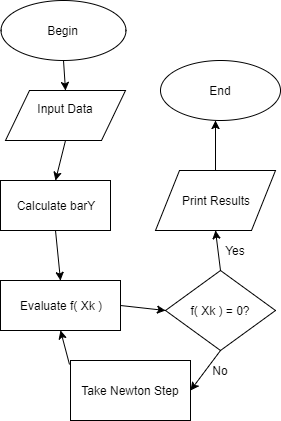 Begin
Input Data
Calculate barY
Evaluate f( Xk )
f( Xk ) = 0?
Yes
Print Results
End
No
Take Newton Step